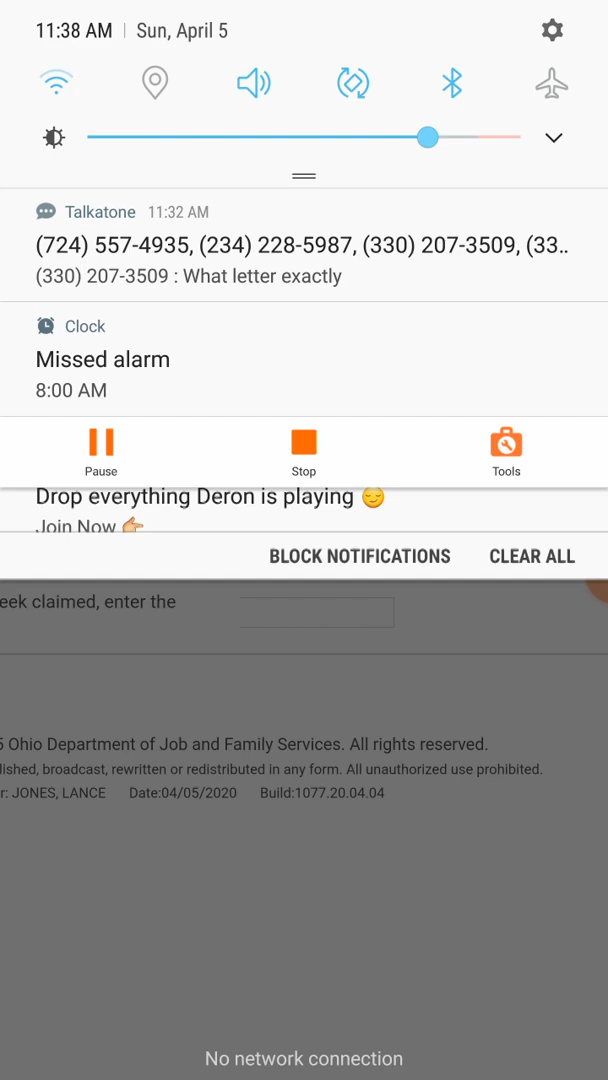 11:38 AM | Sun, April 5
Talkatone 11:32 AM
(724) 557-4935, (234) 228-5987, (330) 207-3509, (33..
(330) 207-3509 : What letter exactly
Clock
Missed alarm
8:00 AM
Pause Stop Tools
Drop everything Deron is playing 😏
Join Now 👉
BLOCK NOTIFICATIONS CLEAR ALL
eek claimed, enter the
5 Ohio Department of Job and Family Services. All rights reserved.
lished, broadcast, rewritten or redistributed in any form. All unauthorized use prohibited.
r: JONES, LANCE Date:04/05/2020 Build:1077.20.04.04
No network connection